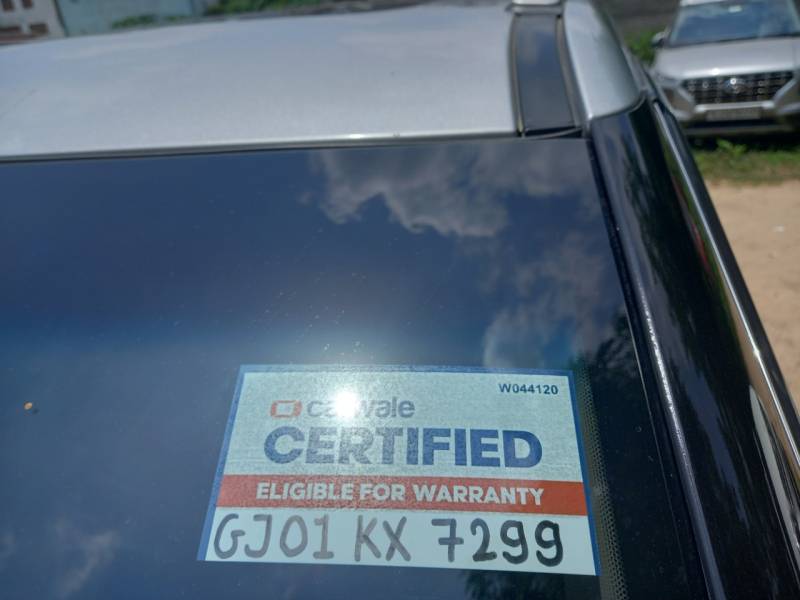 W044120
carwale
CERTIFIED
ELIGIBLE FOR WARRANTY
GJ01 KX 7299